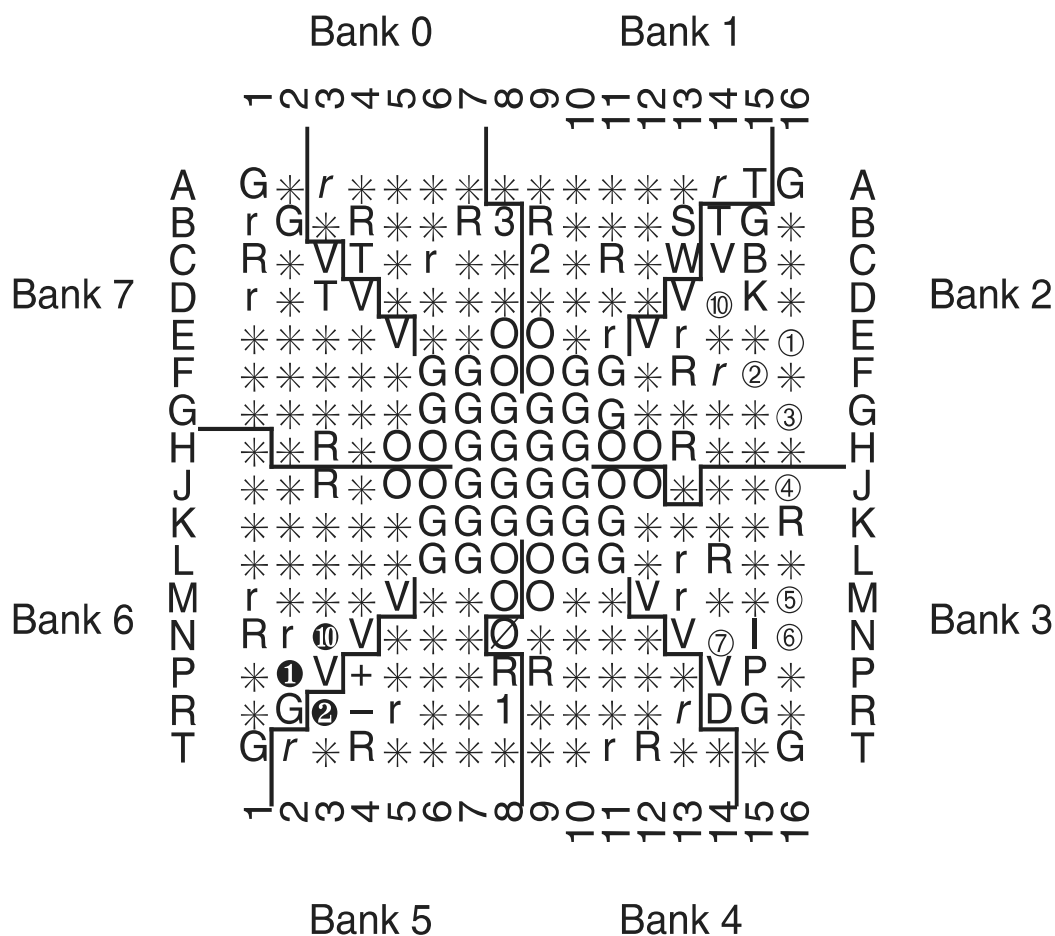 Bank 0 Bank 1
1 2 3 4 5 6 7 8 9 10 11 12 13 14 15 16
A G ✳ r ✳ ✳ ✳ ✳ ✳ ✳ ✳ ✳ ✳ ✳ r T G A
B r G ✳ R ✳ ✳ R 3 R ✳ ✳ ✳ S T G ✳ B
C R ✳ V T ✳ r ✳ ✳ 2 ✳ R ✳ W V B ✳ C
Bank 7 D r ✳ T V ✳ ✳ ✳ ✳ ✳ ✳ ✳ ✳ V ⑩ K ✳ D Bank 2
E ✳ ✳ ✳ ✳ V ✳ ✳ O O ✳ r V r ✳ ✳ ① E
F ✳ ✳ ✳ ✳ ✳ G G O O G G ✳ R r ② ✳ F
G ✳ ✳ ✳ ✳ ✳ G G G G G G ✳ ✳ ✳ ✳ ③ G
H ✳ ✳ R ✳ O O G G G G O O R ✳ ✳ ✳ H
J ✳ ✳ R ✳ O O G G G G O O ✳ ✳ ✳ ④ J
K ✳ ✳ ✳ ✳ ✳ G G G G G G ✳ ✳ ✳ ✳ R K
L ✳ ✳ ✳ ✳ ✳ G G O O G G ✳ r R ✳ ✳ L
M r ✳ ✳ ✳ V ✳ ✳ O O ✳ ✳ V r ✳ ✳ ⑤ M
Bank 6 N R r ❿ V ✳ ✳ ✳ Ø ✳ ✳ ✳ ✳ V ⑦ I ⑥ N Bank 3
P ✳ ❶ V + ✳ ✳ ✳ R R ✳ ✳ ✳ ✳ V P ✳ P
R ✳ G ❷ – r ✳ ✳ 1 ✳ ✳ ✳ ✳ r D G ✳ R
T G r ✳ R ✳ ✳ ✳ ✳ ✳ ✳ r R ✳ ✳ ✳ G T
1 2 3 4 5 6 7 8 9 10 11 12 13 14 15 16
Bank 5 Bank 4